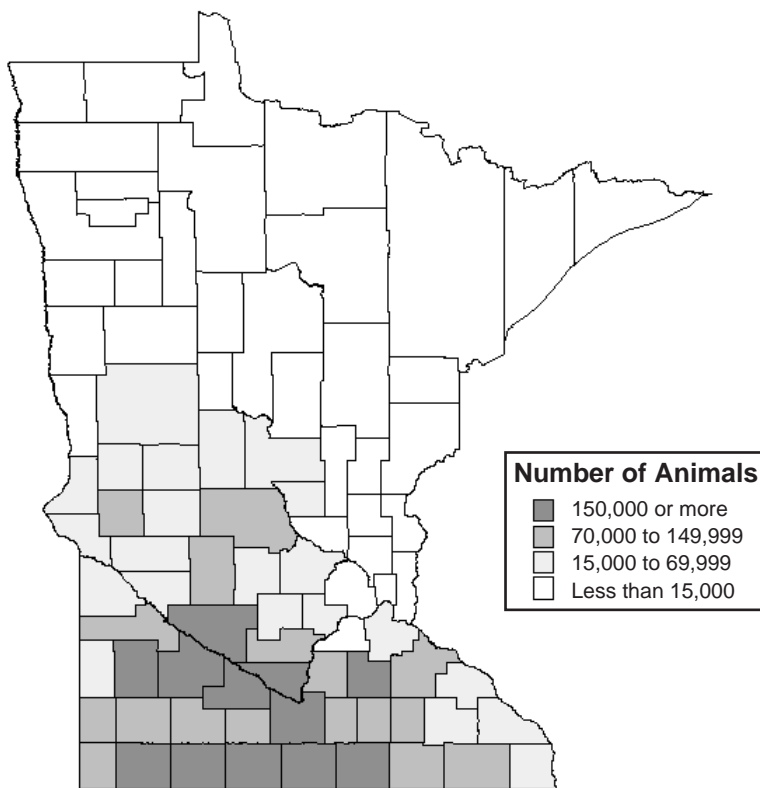 Number of Animals
150,000 or more
70,000 to 149,999
15,000 to 69,999
Less than 15,000